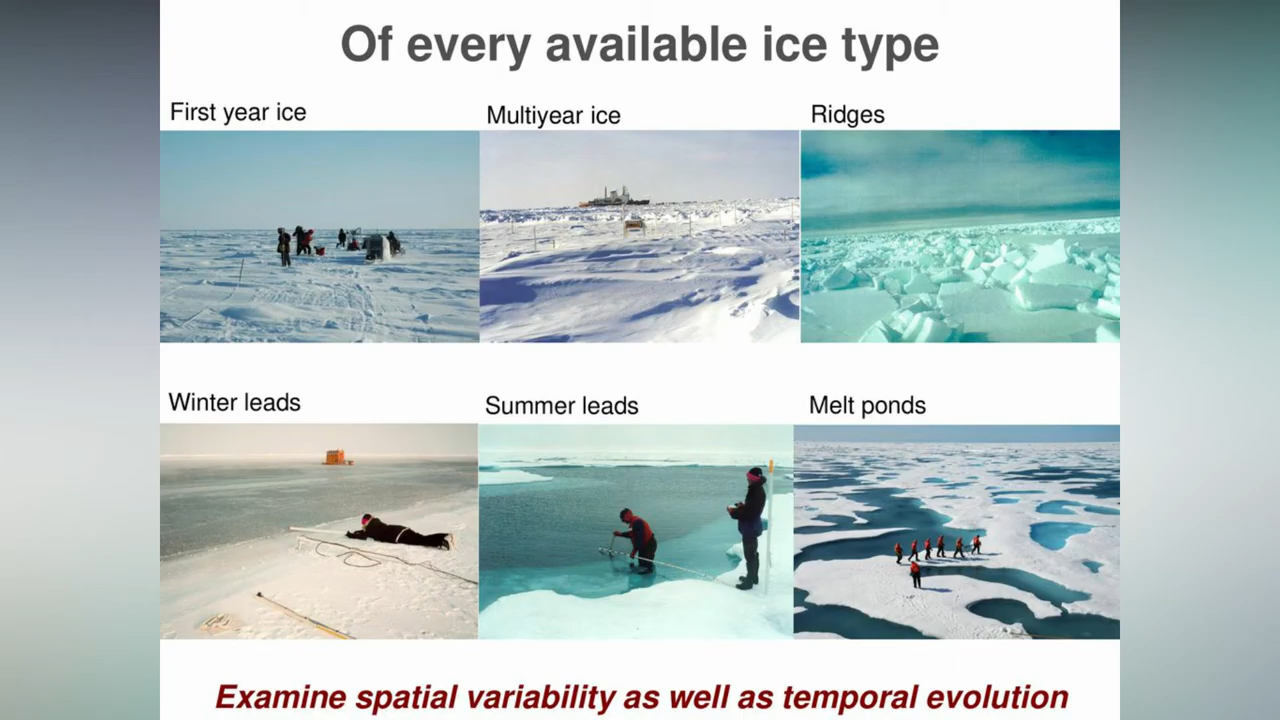 Of every available ice type
First year ice
Multiyear ice
Ridges
Winter leads
Summer leads
Melt ponds
Examine spatial variability as well as temporal evolution